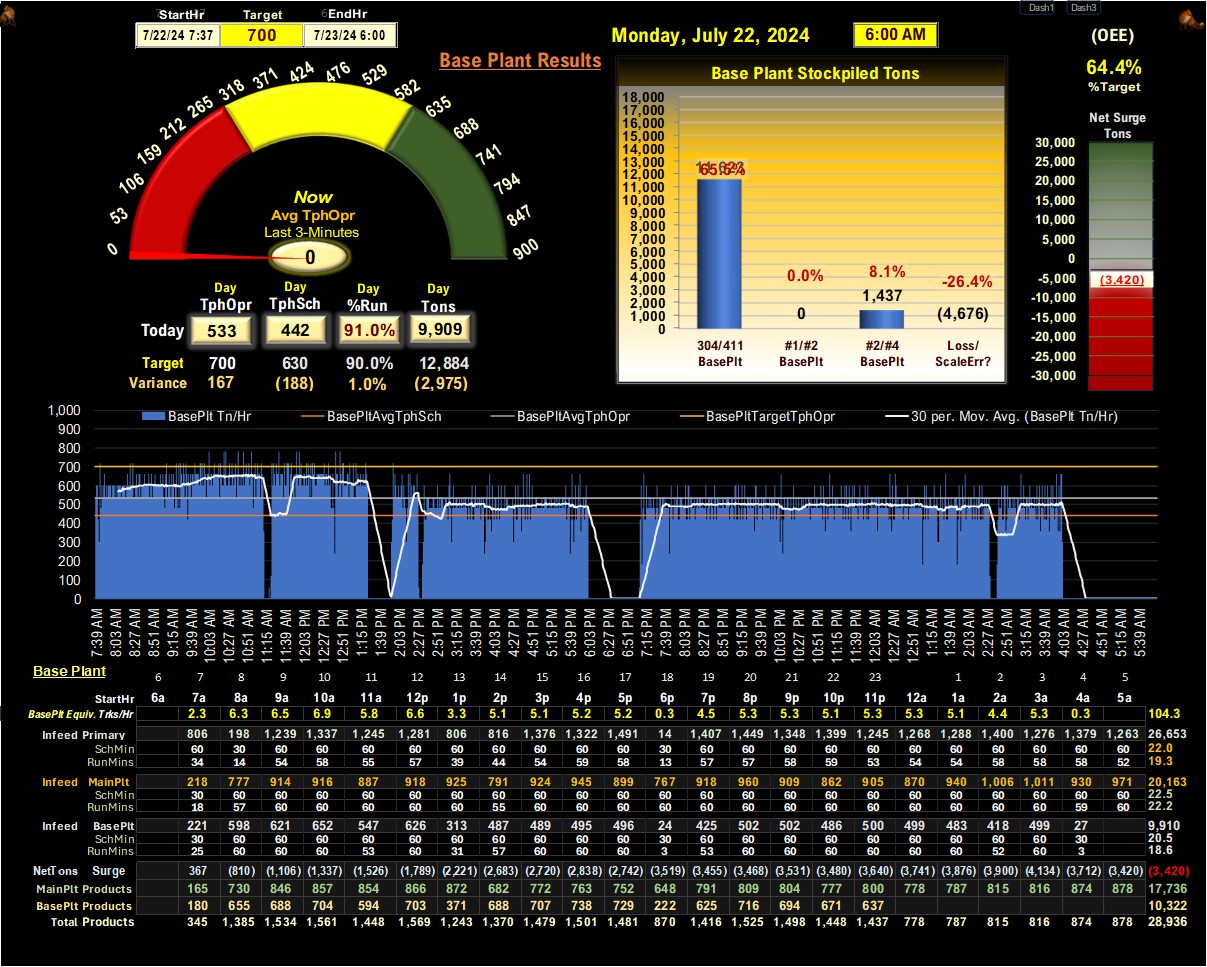 StartHr Target EndHr
7/22/24 7:37 700 7/23/24 6:00
Monday, July 22, 2024 6:00 AM
Dash1 Dash3
Base Plant Results
(OEE)
64.4%
%Target
Net Surge
Tons
30,000
25,000
20,000
15,000
10,000
5,000
0
-5,000
-10,000
-15,000
-20,000
-25,000
-30,000
(3,420)
0 53 106 159 212 265 318 371 424 476 529 582 635 688 741 794 847 900
Now
Avg TphOpr
Last 3-Minutes
0
Day Day Day Day
TphOpr TphSch %Run Tons
Today 533 442 91.0% 9,909
Target 700 630 90.0% 12,884
Variance 167 (188) 1.0% (2,975)
Base Plant Stockpiled Tons
18,000
17,000
16,000
15,000
14,000
13,000
12,000
11,000
10,000
9,000
8,000
7,000
6,000
5,000
4,000
3,000
2,000
1,000
0
65.5% 0.0% 8.1% -26.4%
0 1,437 (4,676)
304/411 #1/#2 #2/#4 Loss/
BasePlt BasePlt BasePlt ScaleErr?
BasePlt Tn/Hr BasePltAvgTphSch BasePltAvgTphOpr BasePltTargetTphOpr 30 per. Mov. Avg. (BasePlt Tn/Hr)
1,000
900
800
700
600
500
400
300
200
100
0
7:39 AM 8:03 AM 8:27 AM 8:51 AM 9:15 AM 9:39 AM 10:03 AM 10:27 AM 10:51 AM 11:15 AM 11:39 AM 12:03 PM 12:27 PM 12:51 PM 1:15 PM 1:39 PM 2:03 PM 2:27 PM 2:51 PM 3:15 PM 3:39 PM 4:03 PM 4:27 PM 4:51 PM 5:15 PM 5:39 PM 6:03 PM 6:27 PM 6:51 PM 7:15 PM 7:39 PM 8:03 PM 8:27 PM 8:51 PM 9:15 PM 9:39 PM 10:03 PM 10:27 PM 10:51 PM 11:15 PM 11:39 PM 12:03 AM 12:27 AM 12:51 AM 1:15 AM 1:39 AM 2:03 AM 2:27 AM 2:51 AM 3:15 AM 3:39 AM 4:03 AM 4:27 AM 4:51 AM 5:15 AM 5:39 AM
Base Plant 6 7 8 9 10 11 12 13 14 15 16 17 18 19 20 21 22 23 1 2 3 4 5
StartHr 6a 7a 8a 9a 10a 11a 12p 1p 2p 3p 4p 5p 6p 7p 8p 9p 10p 11p 12a 1a 2a 3a 4a 5a
BasePlt Equiv. Trks/Hr 2.3 6.3 6.5 6.9 5.8 6.6 3.3 5.1 5.1 5.2 5.2 0.3 4.5 5.3 5.3 5.1 5.3 5.3 5.1 4.4 5.3 0.3 104.3
Infeed Primary 806 198 1,239 1,337 1,245 1,281 806 816 1,376 1,322 1,491 14 1,407 1,449 1,348 1,399 1,245 1,268 1,288 1,400 1,276 1,379 1,263 26,653
SchMin 60 30 60 60 60 60 60 60 60 60 60 30 60 60 60 60 60 60 60 60 60 60 60 22.0
RunMins 34 14 54 58 55 57 39 44 54 59 58 13 57 57 58 60 53 54 54 58 58 58 52 19.3
Infeed MainPlt 218 777 914 916 887 918 925 791 924 945 899 767 918 960 909 862 905 870 940 1,006 1,011 930 971 20,163
SchMin 30 60 60 60 60 60 60 60 60 60 60 60 60 60 60 60 60 60 60 60 60 60 60 22.5
RunMins 18 57 60 60 60 60 60 55 60 60 60 60 60 60 60 60 60 60 60 60 60 59 60 22.2
Infeed BasePlt 221 598 621 652 547 626 313 487 489 495 496 24 425 502 502 486 500 499 483 418 499 27 9,910
SchMin 30 60 60 60 60 60 60 60 60 60 60 30 60 60 60 60 60 60 60 60 60 60 20.5
RunMins 25 60 60 60 53 60 31 57 60 60 60 3 53 60 60 60 60 60 60 52 60 3 18.6
NetTons Surge 367 (810) (1,106) (1,337) (1,526) (1,789) (2,221) (2,683) (2,720) (2,838) (2,742) (3,519) (3,455) (3,468) (3,531) (3,480) (3,640) (3,741) (3,876) (3,900) (4,134) (3,712) (3,420) (3,420)
MainPlt Products 165 730 846 857 854 866 872 682 772 763 752 648 791 809 804 777 800 778 787 815 816 874 878 17,736
BasePlt Products 180 655 688 704 594 703 371 688 707 738 729 222 625 716 694 671 637 10,322
Total Products 345 1,385 1,534 1,561 1,448 1,569 1,243 1,370 1,479 1,501 1,481 870 1,416 1,525 1,498 1,448 1,437 778 787 815 816 874 878 28,936